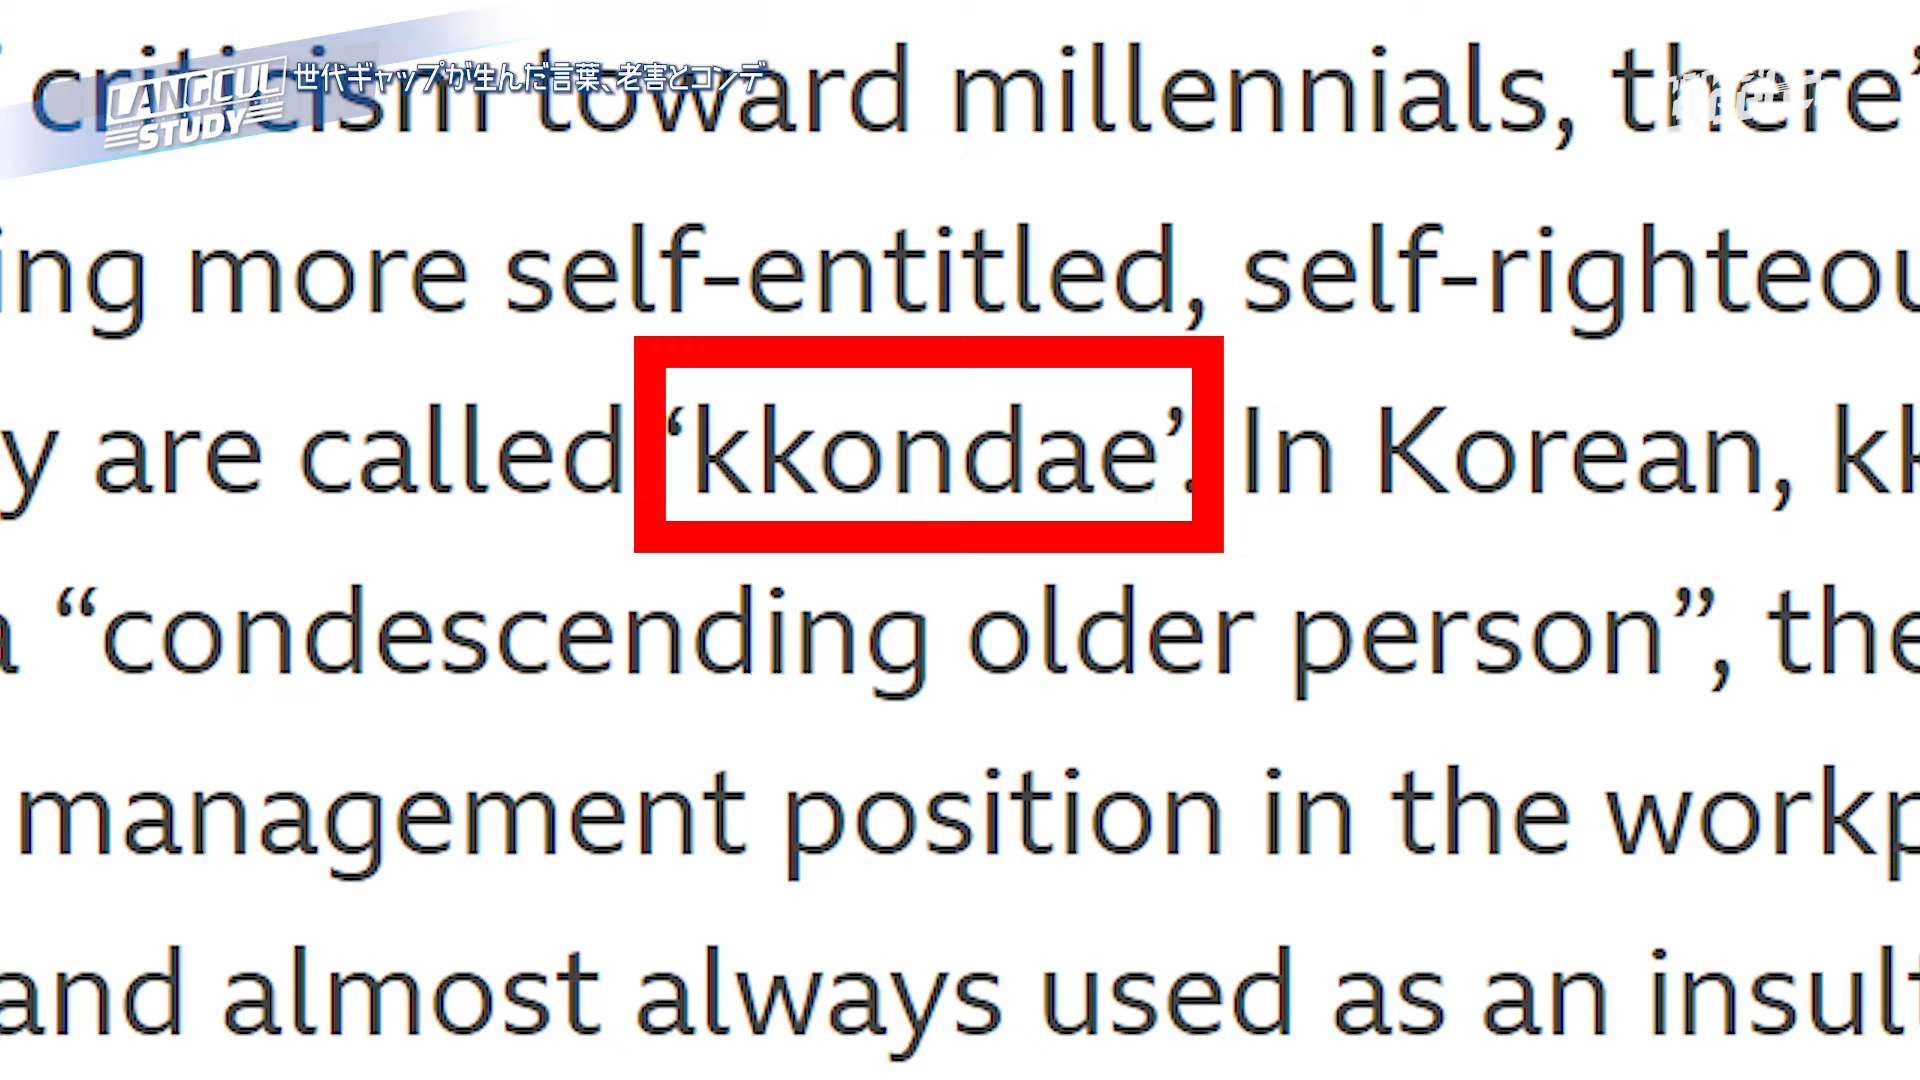 LANGCUL
STUDY
世代ギャップが生んだ言葉、老害とコンデ
criticism toward millennials, there’
ing more self-entitled, self-righteou
y are called ‘kkondae’. In Korean, kk
a “condescending older person”, the
management position in the workp
and almost always used as an insult